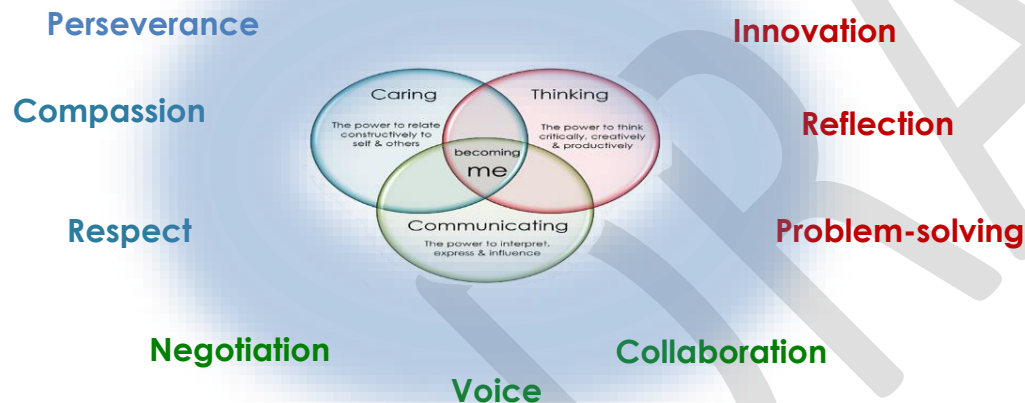 Perseverance
Innovation
Compassion
Caring
The power to relate
constructively to
self & others
Thinking
The power to think
critically, creatively
& productively
Reflection
becoming
me
Respect
Communicating
The power to interpret,
express & influence
Problem-solving
Negotiation
Collaboration
Voice
DRA